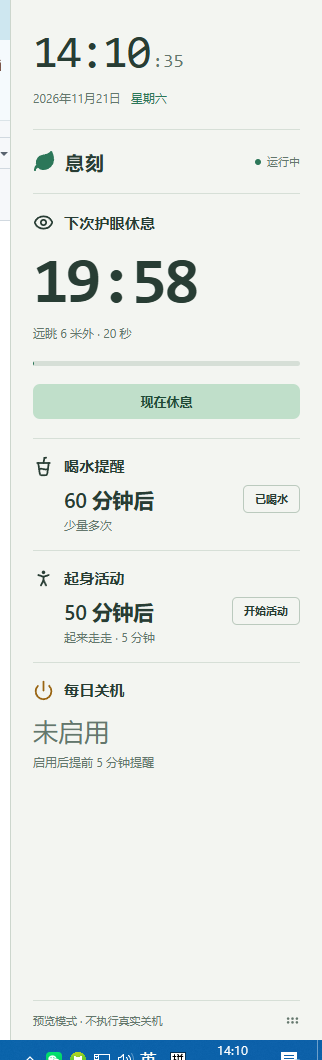 14:10:35
2026年11月21日 星期六
息刻
运行中
下次护眼休息
19:58
远眺 6 米外 · 20 秒
现在休息
喝水提醒
60 分钟后
已喝水
少量多次
起身活动
50 分钟后
开始活动
起来走走 · 5 分钟
每日关机
未启用
启用后提前 5 分钟提醒
预览模式 · 不执行真实关机
英
拼
14:10